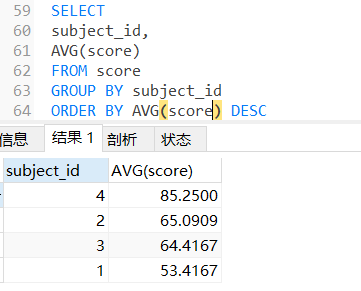 59 SELECT
60 subject_id,
61 AVG(score)
62 FROM score
63 GROUP BY subject_id
64 ORDER BY AVG(score) DESC
信息 结果 1 剖析 状态
subject_id AVG(score)
4 85.2500
2 65.0909
3 64.4167
1 53.4167